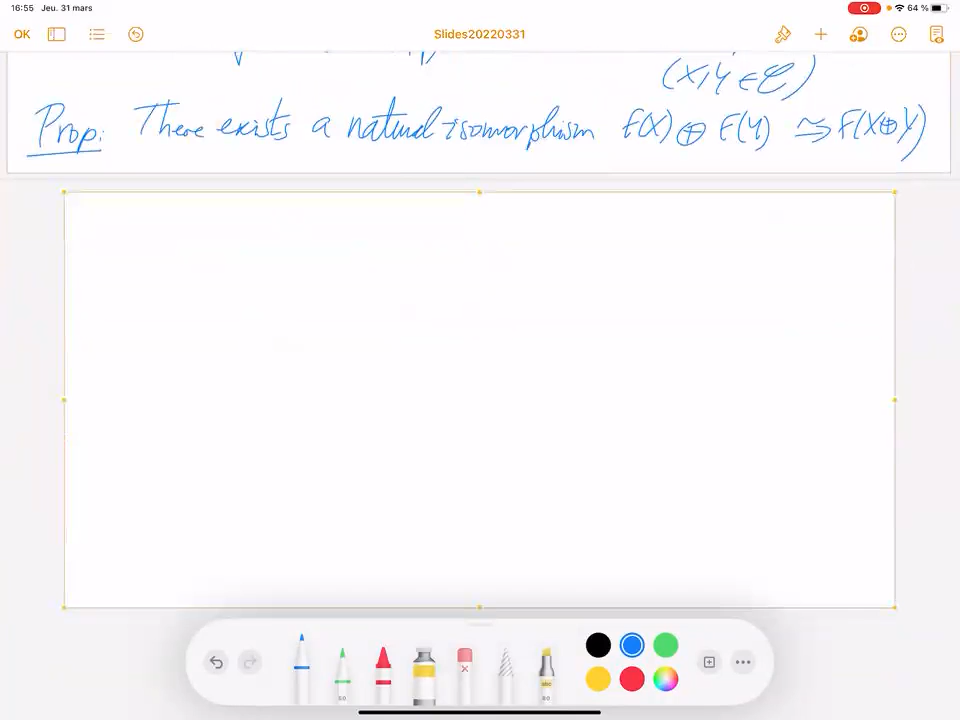 16:55 Jeu. 31 mars 64 %
OK Slides20220331
(X,Y ∈ 𝒞)
Prop: There exists a natural isomorphism F(X) ⊕ F(Y) ≅ F(X⊕Y)